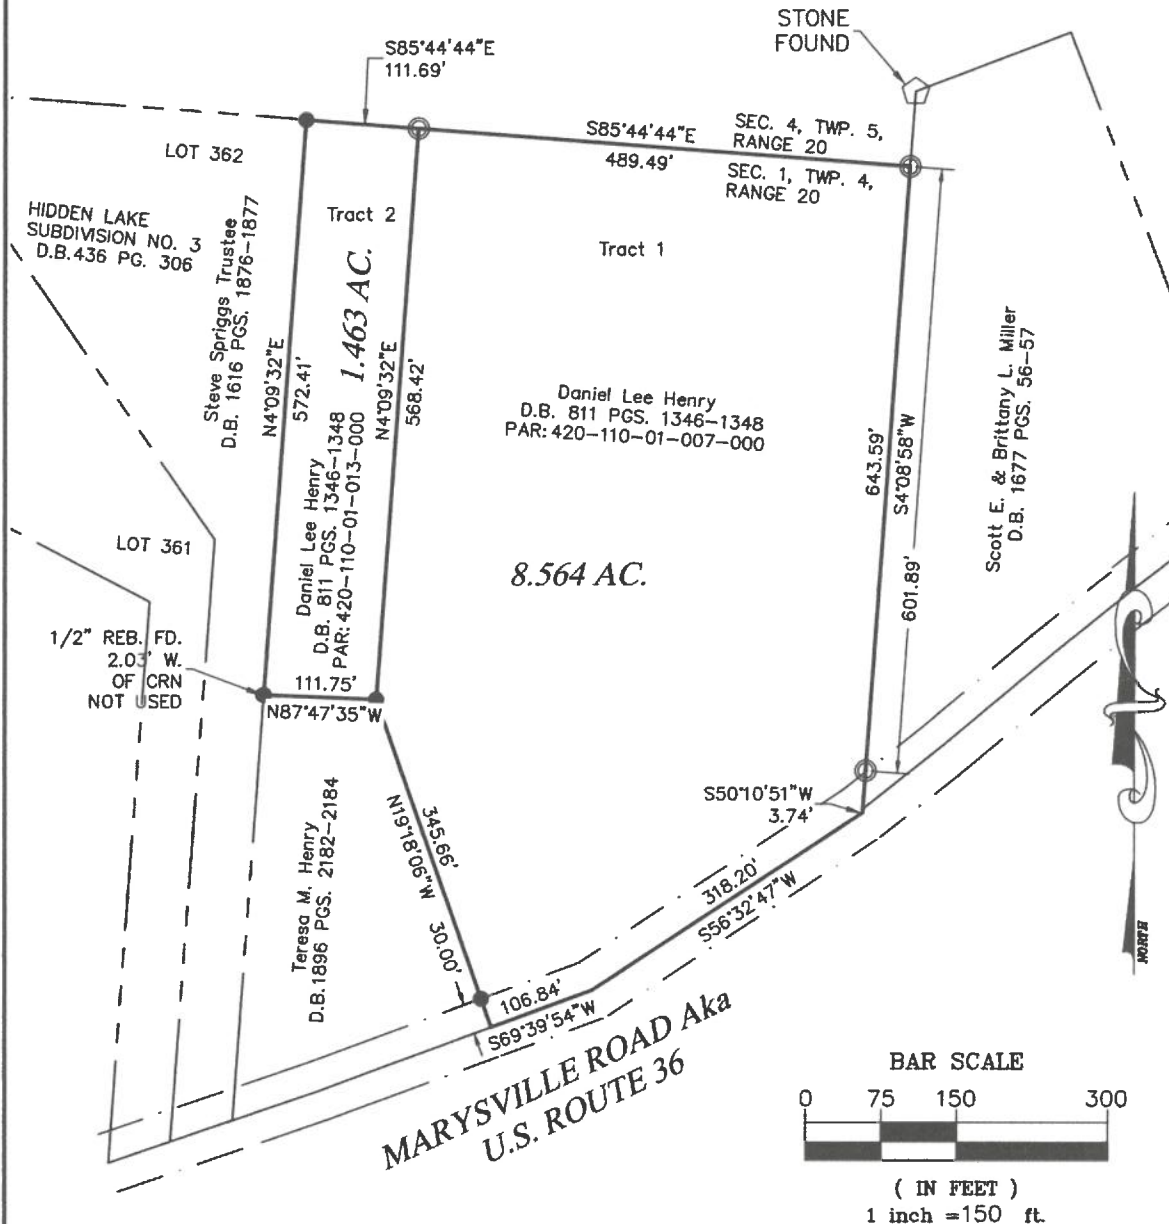 STONE
FOUND
S85°44'44"E
111.69'
S85°44'44"E
489.49'
SEC. 4, TWP. 5,
RANGE 20
SEC. 1, TWP. 4,
RANGE 20
LOT 362
HIDDEN LAKE
SUBDIVISION NO. 3
D.B.436 PG. 306
Steve Spriggs Trustee
D.B. 1616 PGS. 1876-1877
N4°09'32"E
572.41'
Tract 2
1.463 AC.
Daniel Lee Henry
D.B. 811 PGS. 1346-1348
PAR: 420-110-01-013-000
N4°09'32"E
568.42'
Tract 1
Daniel Lee Henry
D.B. 811 PGS. 1346-1348
PAR: 420-110-01-007-000
8.564 AC.
643.59'
S4°08'58"W
601.89'
Scott E. & Brittany L. Miller
D.B. 1677 PGS. 56-57
LOT 361
1/2" REB. FD.
2.03' W.
OF CRN
NOT USED
111.75'
N87°47'35"W
Teresa M. Henry
D.B.1896 PGS. 2182-2184
345.66'
N19°18'06"W
30.00'
S50°10'51"W
3.74'
318.20'
S56°32'47"W
106.84'
S69°39'54"W
MARYSVILLE ROAD Aka
U.S. ROUTE 36
NORTH
BAR SCALE
0 75 150 300
( IN FEET )
1 inch =150 ft.